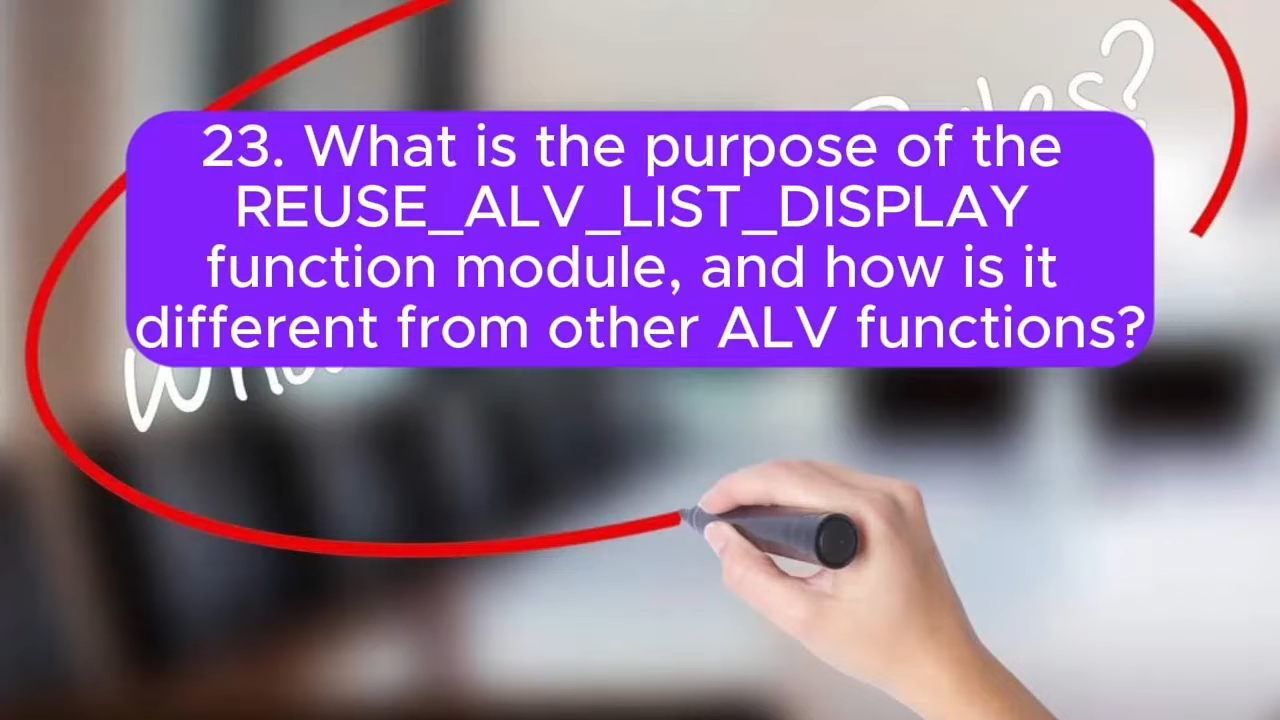 23. What is the purpose of the
REUSE_ALV_LIST_DISPLAY
function module, and how is it
different from other ALV functions?